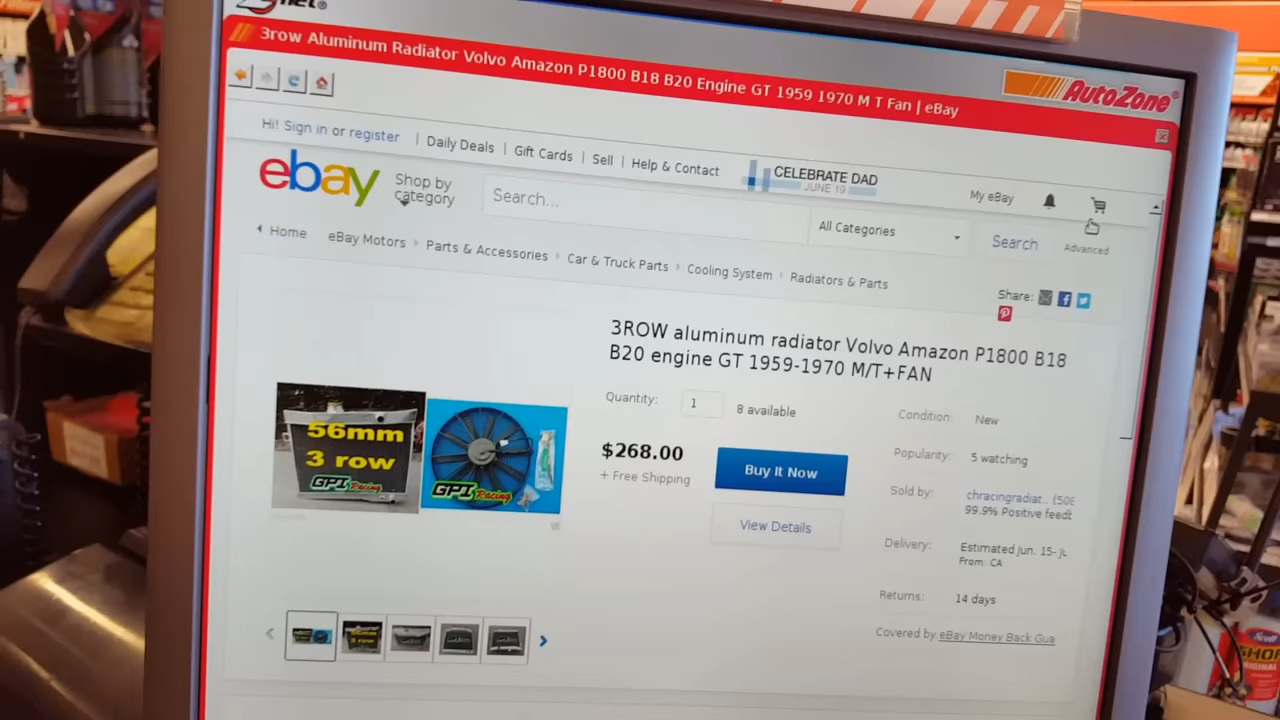 net®
3row Aluminum Radiator Volvo Amazon P1800 B18 B20 Engine GT 1959 1970 M T Fan | eBay
AutoZone®
Hi! Sign in or register | Daily Deals | Gift Cards | Sell | Help & Contact
CELEBRATE DAD
JUNE 19
My eBay
ebay
Shop by
category
Search...
All Categories
Search
Advanced
Home
eBay Motors
Parts & Accessories
Car & Truck Parts
Cooling System
Radiators & Parts
Share:
3ROW aluminum radiator Volvo Amazon P1800 B18
B20 engine GT 1959-1970 M/T+FAN
Quantity:
1
8 available
Condition:
New
$268.00
+ Free Shipping
Buy It Now
Popularity:
5 watching
View Details
Sold by:
chracingradiat.. (508
99.9% Positive feedb
Delivery:
Estimated Jun. 15-
From: CA
Returns:
14 days
Covered by eBay Money Back Gua
56mm
3 row
GPI Racing
GPI Racing
SHOP
ORIGINAL